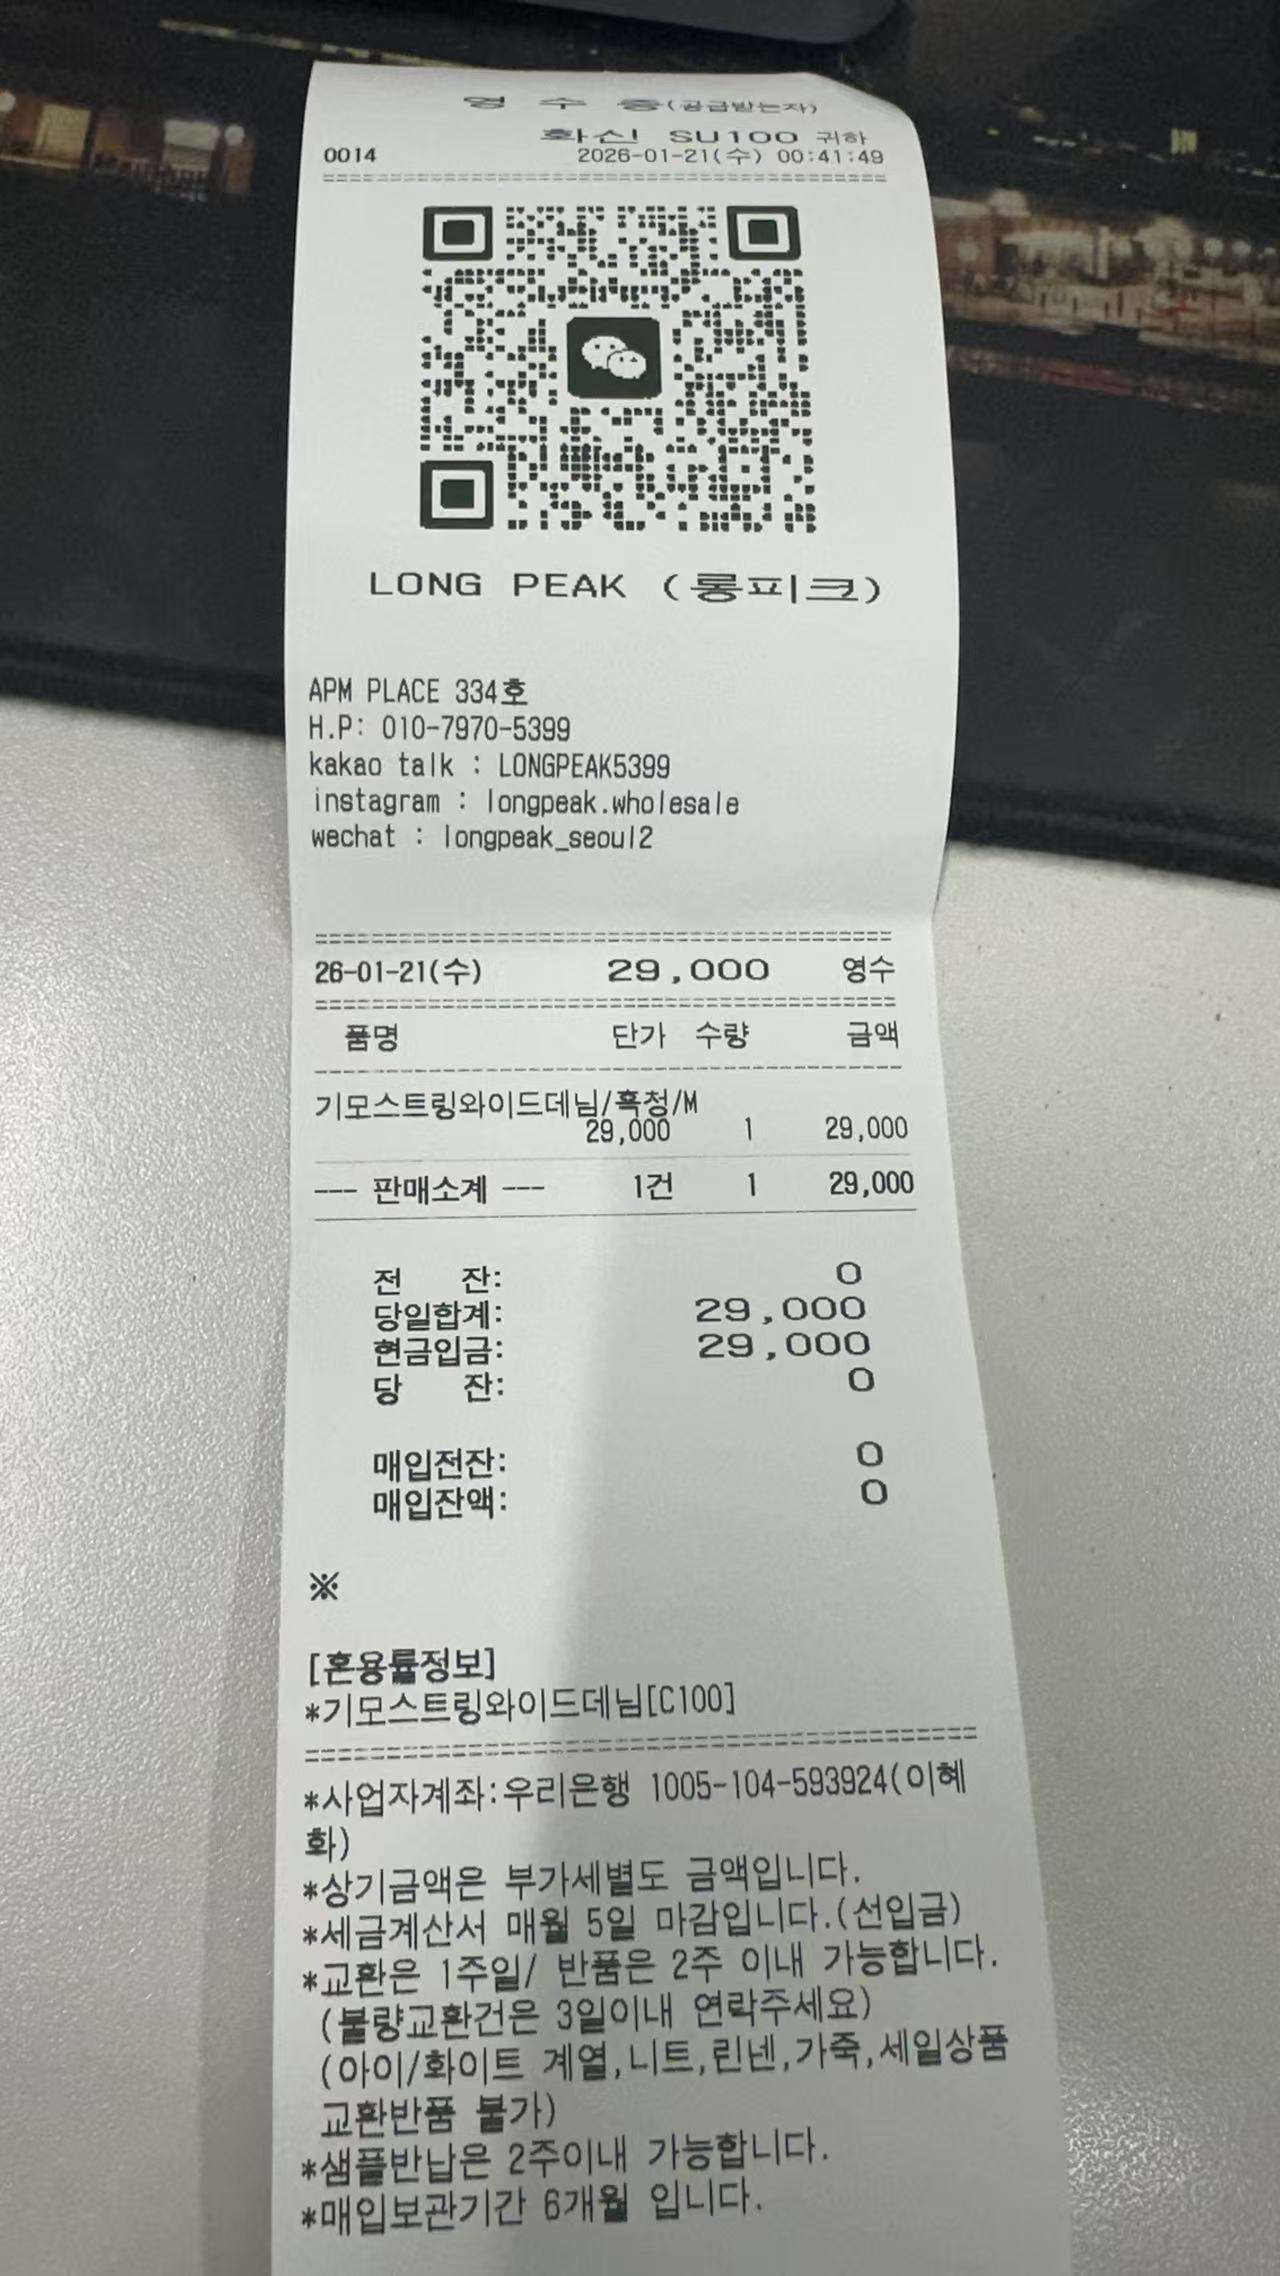 영 수 증(공급받는자)
화신 SU100 귀하
0014 2026-01-21(수) 00:41:49
========================================
LONG PEAK (롱피크)
APM PLACE 334호
H.P: 010-7970-5399
kakao talk : LONGPEAK5399
instagram : longpeak.wholesale
wechat : longpeak_seoul2
========================================
26-01-21(수) 29,000 영수
========================================
품명 단가 수량 금액
----------------------------------------
기모스트링와이드데님/흑청/M
29,000 1 29,000
--- 판매소계 --- 1건 1 29,000
전 잔: 0
당일합계: 29,000
현금입금: 29,000
당 잔: 0
매입전잔: 0
매입잔액: 0
※
[혼용률정보]
*기모스트링와이드데님[C100]
========================================
*사업자계좌:우리은행 1005-104-593924(이혜
화)
*상기금액은 부가세별도 금액입니다.
*세금계산서 매월 5일 마감입니다.(선입금)
*교환은 1주일/ 반품은 2주 이내 가능합니다.
(불량교환건은 3일이내 연락주세요)
(아이/화이트 계열,니트,린넨,가죽,세일상품
교환반품 불가)
*샘플반납은 2주이내 가능합니다.
*매입보관기간 6개월 입니다.